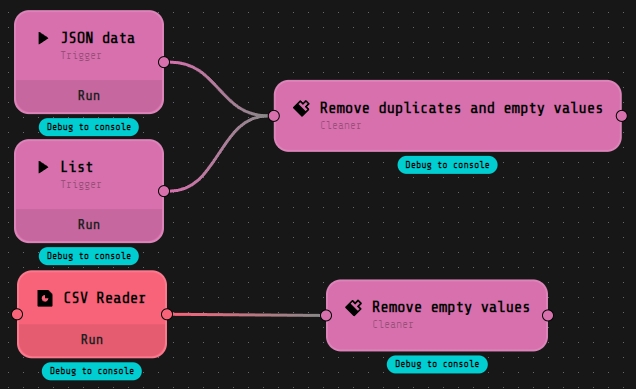 JSON data
Trigger
Run
Debug to console
List
Trigger
Run
Debug to console
CSV Reader
Run
Debug to console
Remove duplicates and empty values
Cleaner
Debug to console
Remove empty values
Cleaner
Debug to console